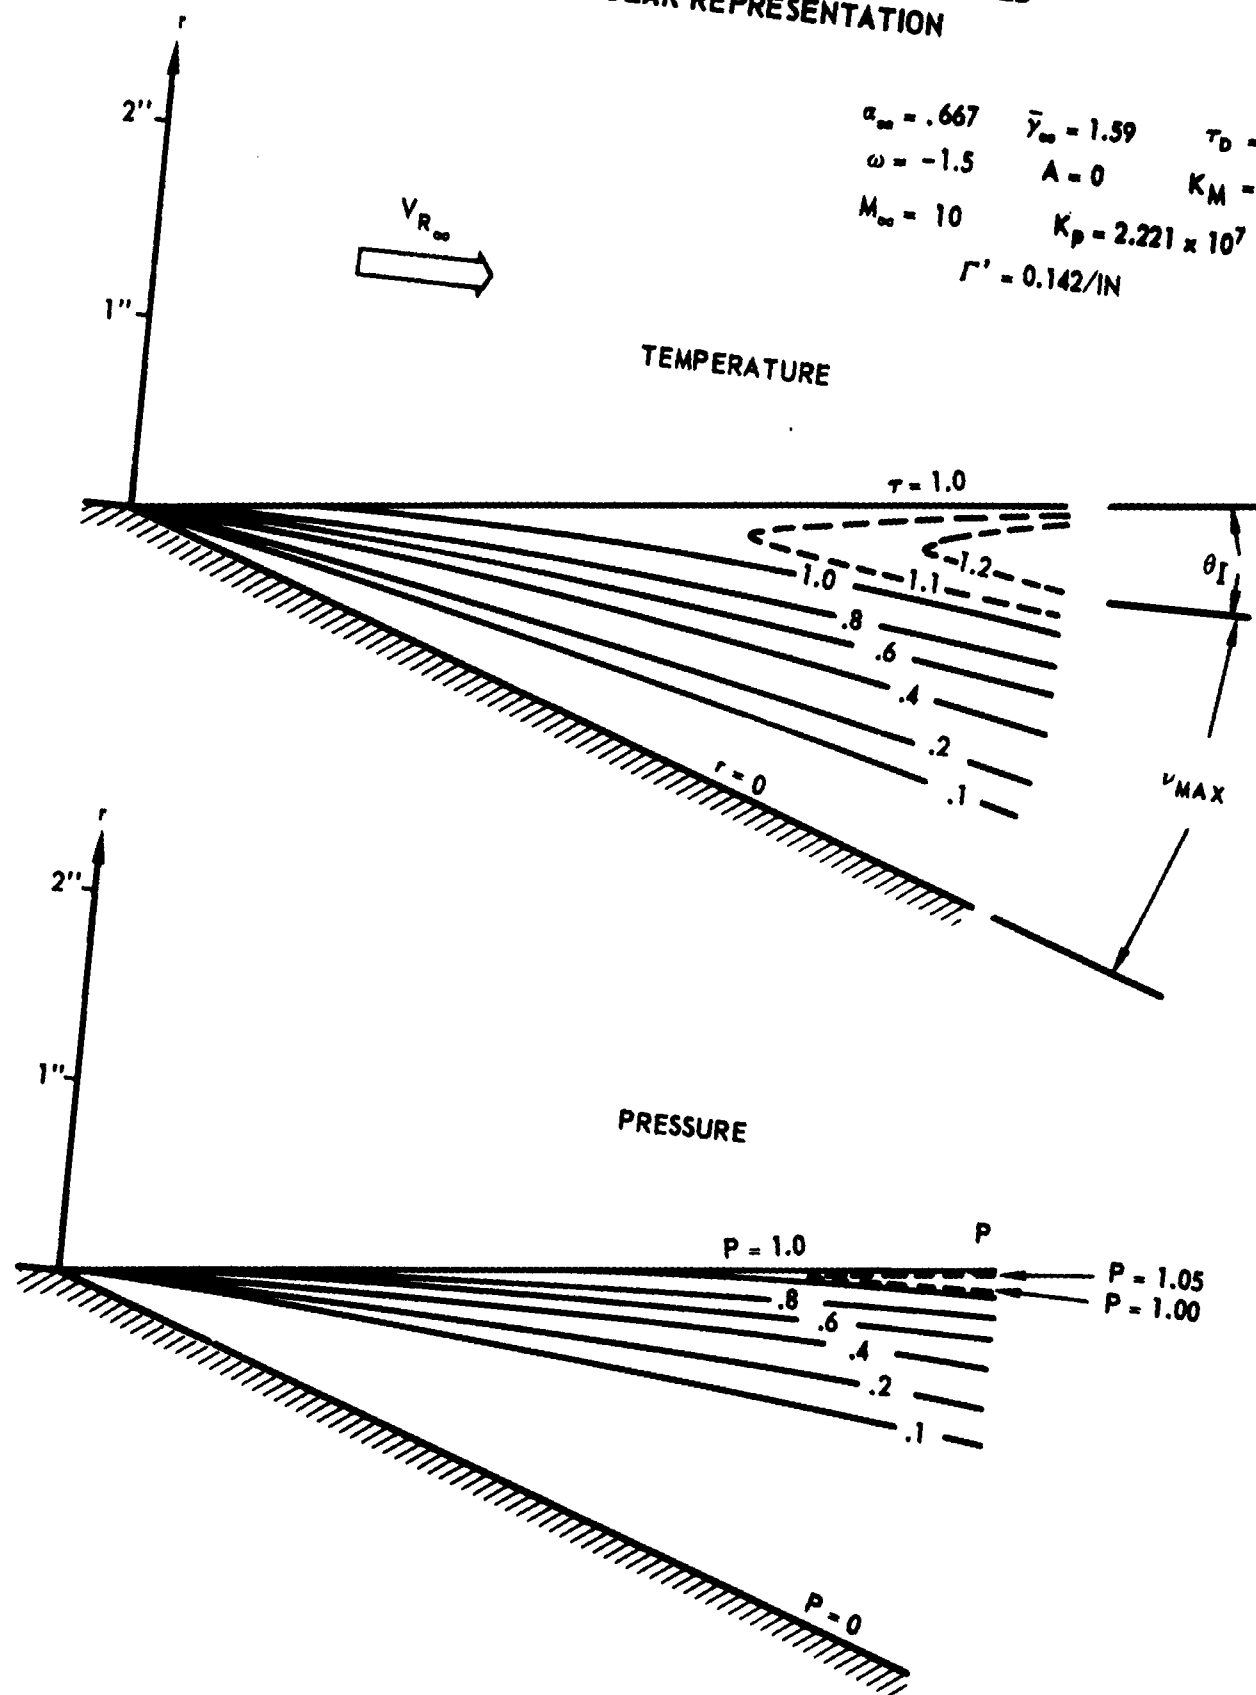 REPRESENTATION
r
2''
α∞ = .667 γ̄∞ = 1.59 τD =
ω = -1.5 A = 0 KM =
M∞ = 10 Kp = 2.221 x 10⁷
Γ' = 0.142/IN
VR∞
1''
TEMPERATURE
τ = 1.0
1.2
1.1
1.0
θI
.8
.6
.4
.2
.1
r = 0
νMAX
r
2''
1''
PRESSURE
P
P = 1.0
P = 1.05
P = 1.00
.8
.6
.4
.2
.1
P = 0